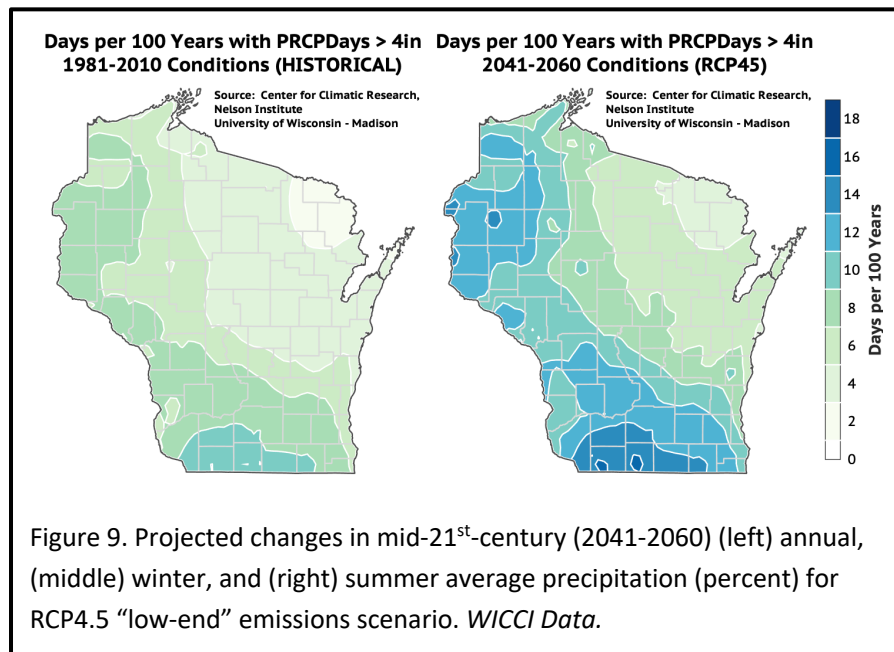 Days per 100 Years with PRCPDays > 4in
1981-2010 Conditions (HISTORICAL)
Source: Center for Climatic Research,
Nelson Institute
University of Wisconsin - Madison
Days per 100 Years with PRCPDays > 4in
2041-2060 Conditions (RCP45)
Source: Center for Climatic Research,
Nelson Institute
University of Wisconsin - Madison
18
16
14
12
10
8
6
4
2
0
Days per 100 Years
Figure 9. Projected changes in mid-21st-century (2041-2060) (left) annual,
(middle) winter, and (right) summer average precipitation (percent) for
RCP4.5 “low-end” emissions scenario. WICCI Data.